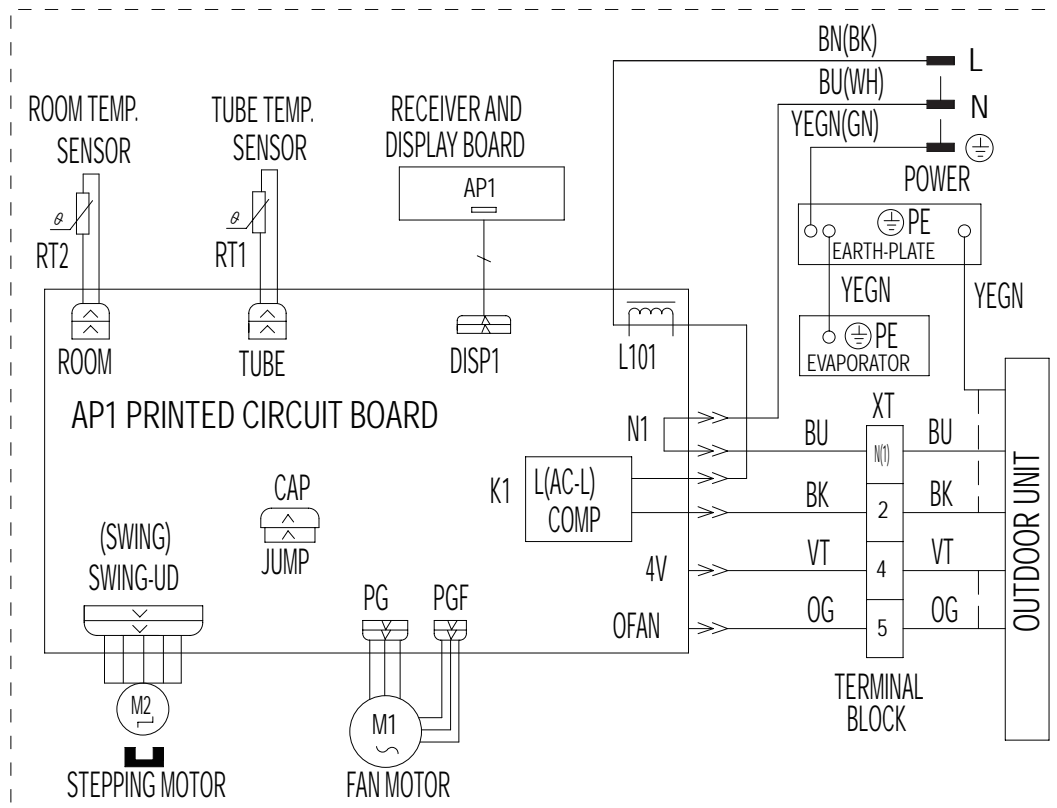 BN(BK)
L
BU(WH)
N
YEGN(GN)
POWER
ROOM TEMP.
SENSOR
TUBE TEMP.
SENSOR
RECEIVER AND
DISPLAY BOARD
AP1
θ
RT2
θ
RT1
PE
EARTH-PLATE
YEGN
YEGN
PE
EVAPORATOR
ROOM
TUBE
DISP1
L101
AP1 PRINTED CIRCUIT BOARD
N1
XT
BU
N(1)
BU
K1
L(AC-L)
COMP
BK
2
BK
CAP
JUMP
(SWING)
SWING-UD
4V
VT
4
VT
PG
PGF
OFAN
OG
5
OG
OUTDOOR UNIT
TERMINAL
BLOCK
M2
M1
STEPPING MOTOR
FAN MOTOR